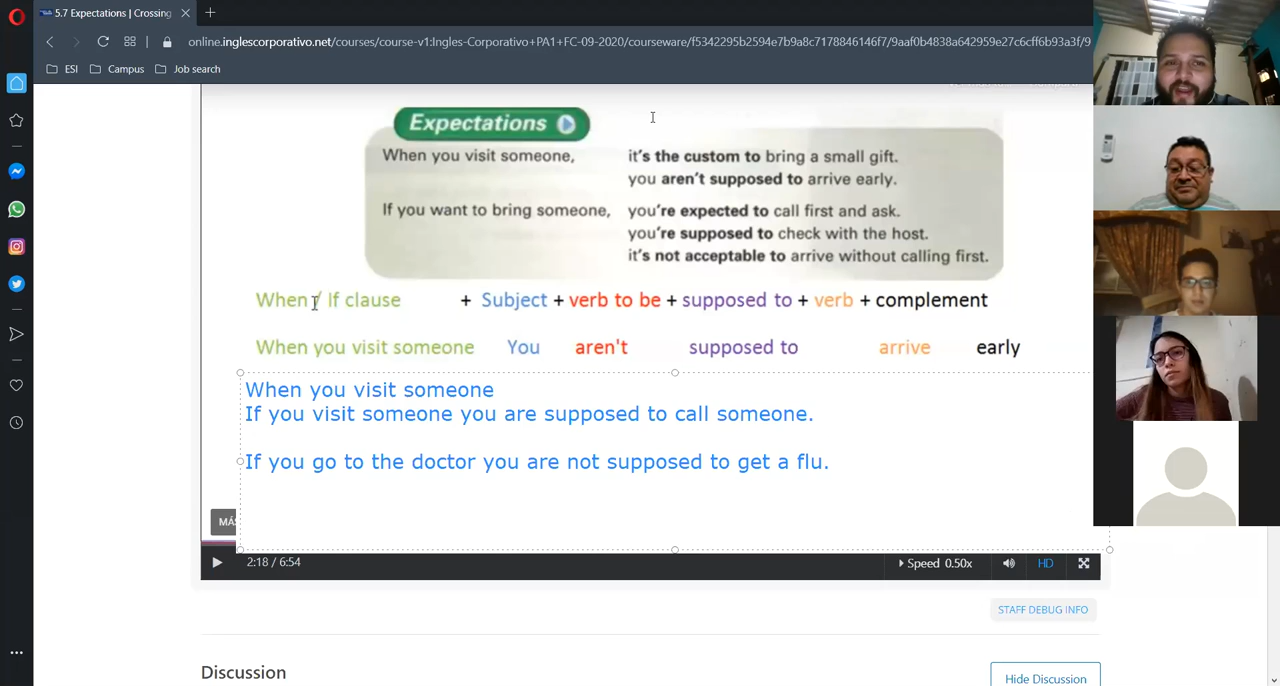 5.7 Expectations | Crossing
online.inglescorporativo.net/courses/course-v1:Ingles-Corporativo+PA1+FC-09-2020/courseware/f5342295b2594e7b9a8c7178846146f7/9aaf0b4838a642959e27c6cff6b93a3f/9
ESI Campus Job search
Expectations
When you visit someone, it's the custom to bring a small gift.
you aren't supposed to arrive early.
If you want to bring someone, you're expected to call first and ask.
you're supposed to check with the host.
it's not acceptable to arrive without calling first.
When / If clause + Subject + verb to be + supposed to + verb + complement
When you visit someone You aren't supposed to arrive early
When you visit someone
If you visit someone you are supposed to call someone.
If you go to the doctor you are not supposed to get a flu.
MÁS
2:18 / 6:54 Speed 0.50x HD
STAFF DEBUG INFO
Discussion
Hide Discussion